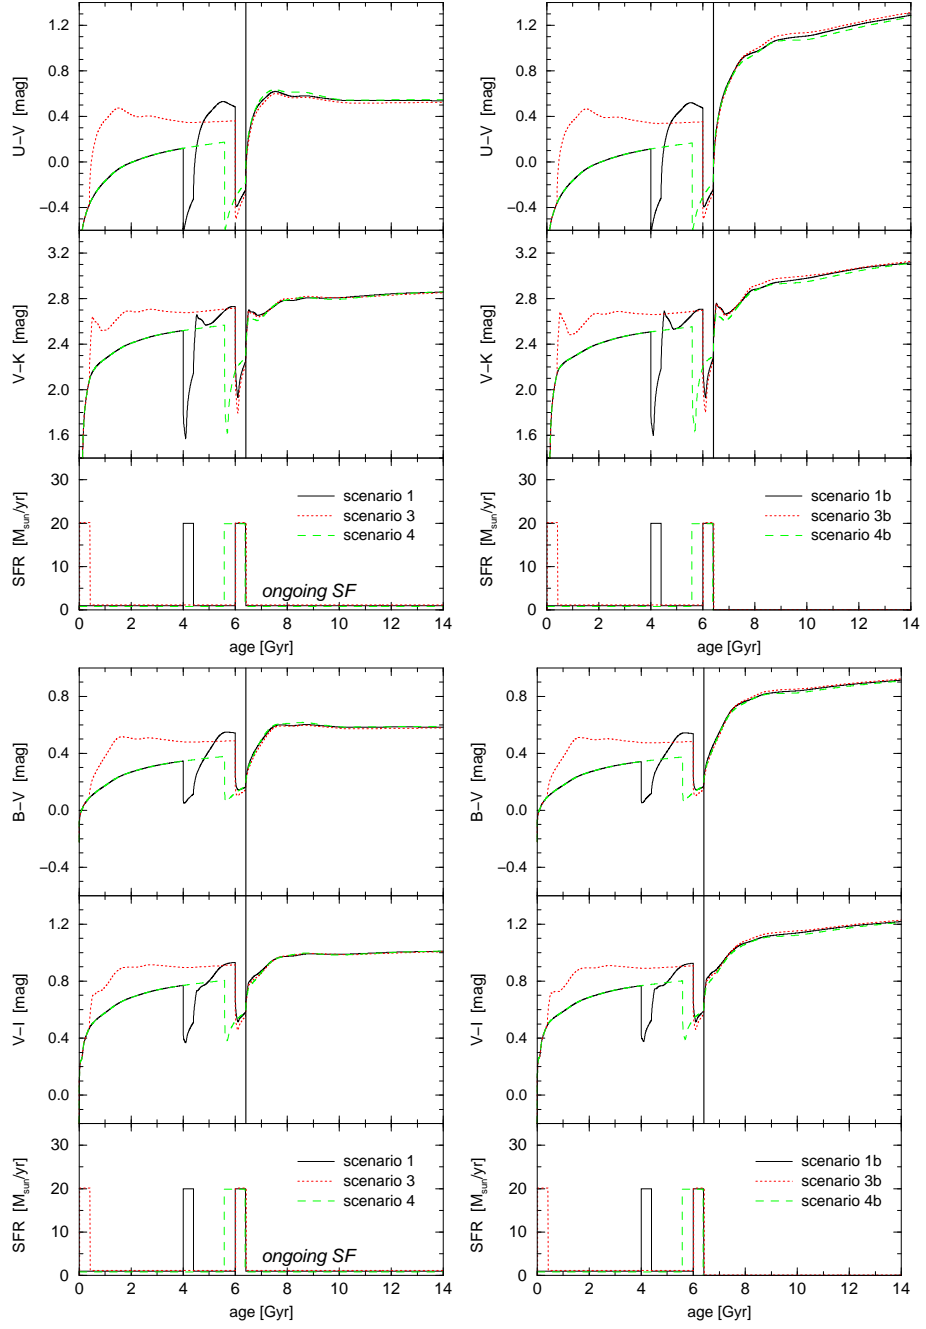 1.2
0.8
0.4
0.0
−0.4
U−V [mag]
3.2
2.8
2.4
2.0
1.6
V−K [mag]
30
20
10
0
SFR [Msun/yr]
scenario 1
scenario 3
scenario 4
ongoing SF
0 2 4 6 8 10 12 14
age [Gyr]
1.2
0.8
0.4
0.0
−0.4
U−V [mag]
3.2
2.8
2.4
2.0
1.6
V−K [mag]
30
20
10
0
SFR [Msun/yr]
scenario 1b
scenario 3b
scenario 4b
0 2 4 6 8 10 12 14
age [Gyr]
0.8
0.4
0.0
−0.4
B−V [mag]
1.2
0.8
0.4
0.0
V−I [mag]
30
20
10
0
SFR [Msun/yr]
scenario 1
scenario 3
scenario 4
ongoing SF
0 2 4 6 8 10 12 14
age [Gyr]
0.8
0.4
0.0
−0.4
B−V [mag]
1.2
0.8
0.4
0.0
V−I [mag]
30
20
10
0
SFR [Msun/yr]
scenario 1b
scenario 3b
scenario 4b
0 2 4 6 8 10 12 14
age [Gyr]